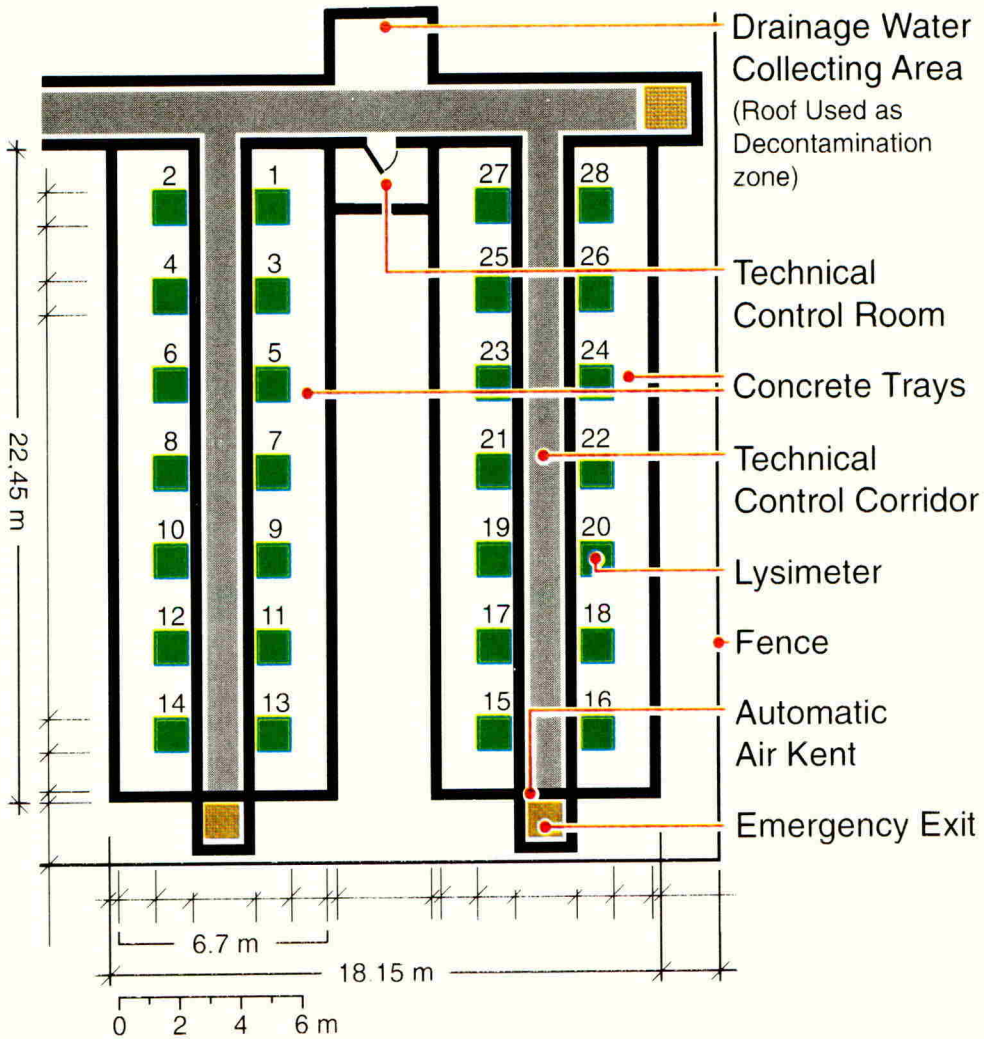 Drainage Water
Collecting Area
(Roof Used as
Decontamination
zone)
2 1 27 28
4 3 25 26
Technical
Control Room
6 5 23 24
Concrete Trays
8 7 21 22
Technical
Control Corridor
22.45 m
10 9 19 20
Lysimeter
12 11 17 18
Fence
14 13 15 16
Automatic
Air Kent
Emergency Exit
6.7 m
18.15 m
0 2 4 6 m